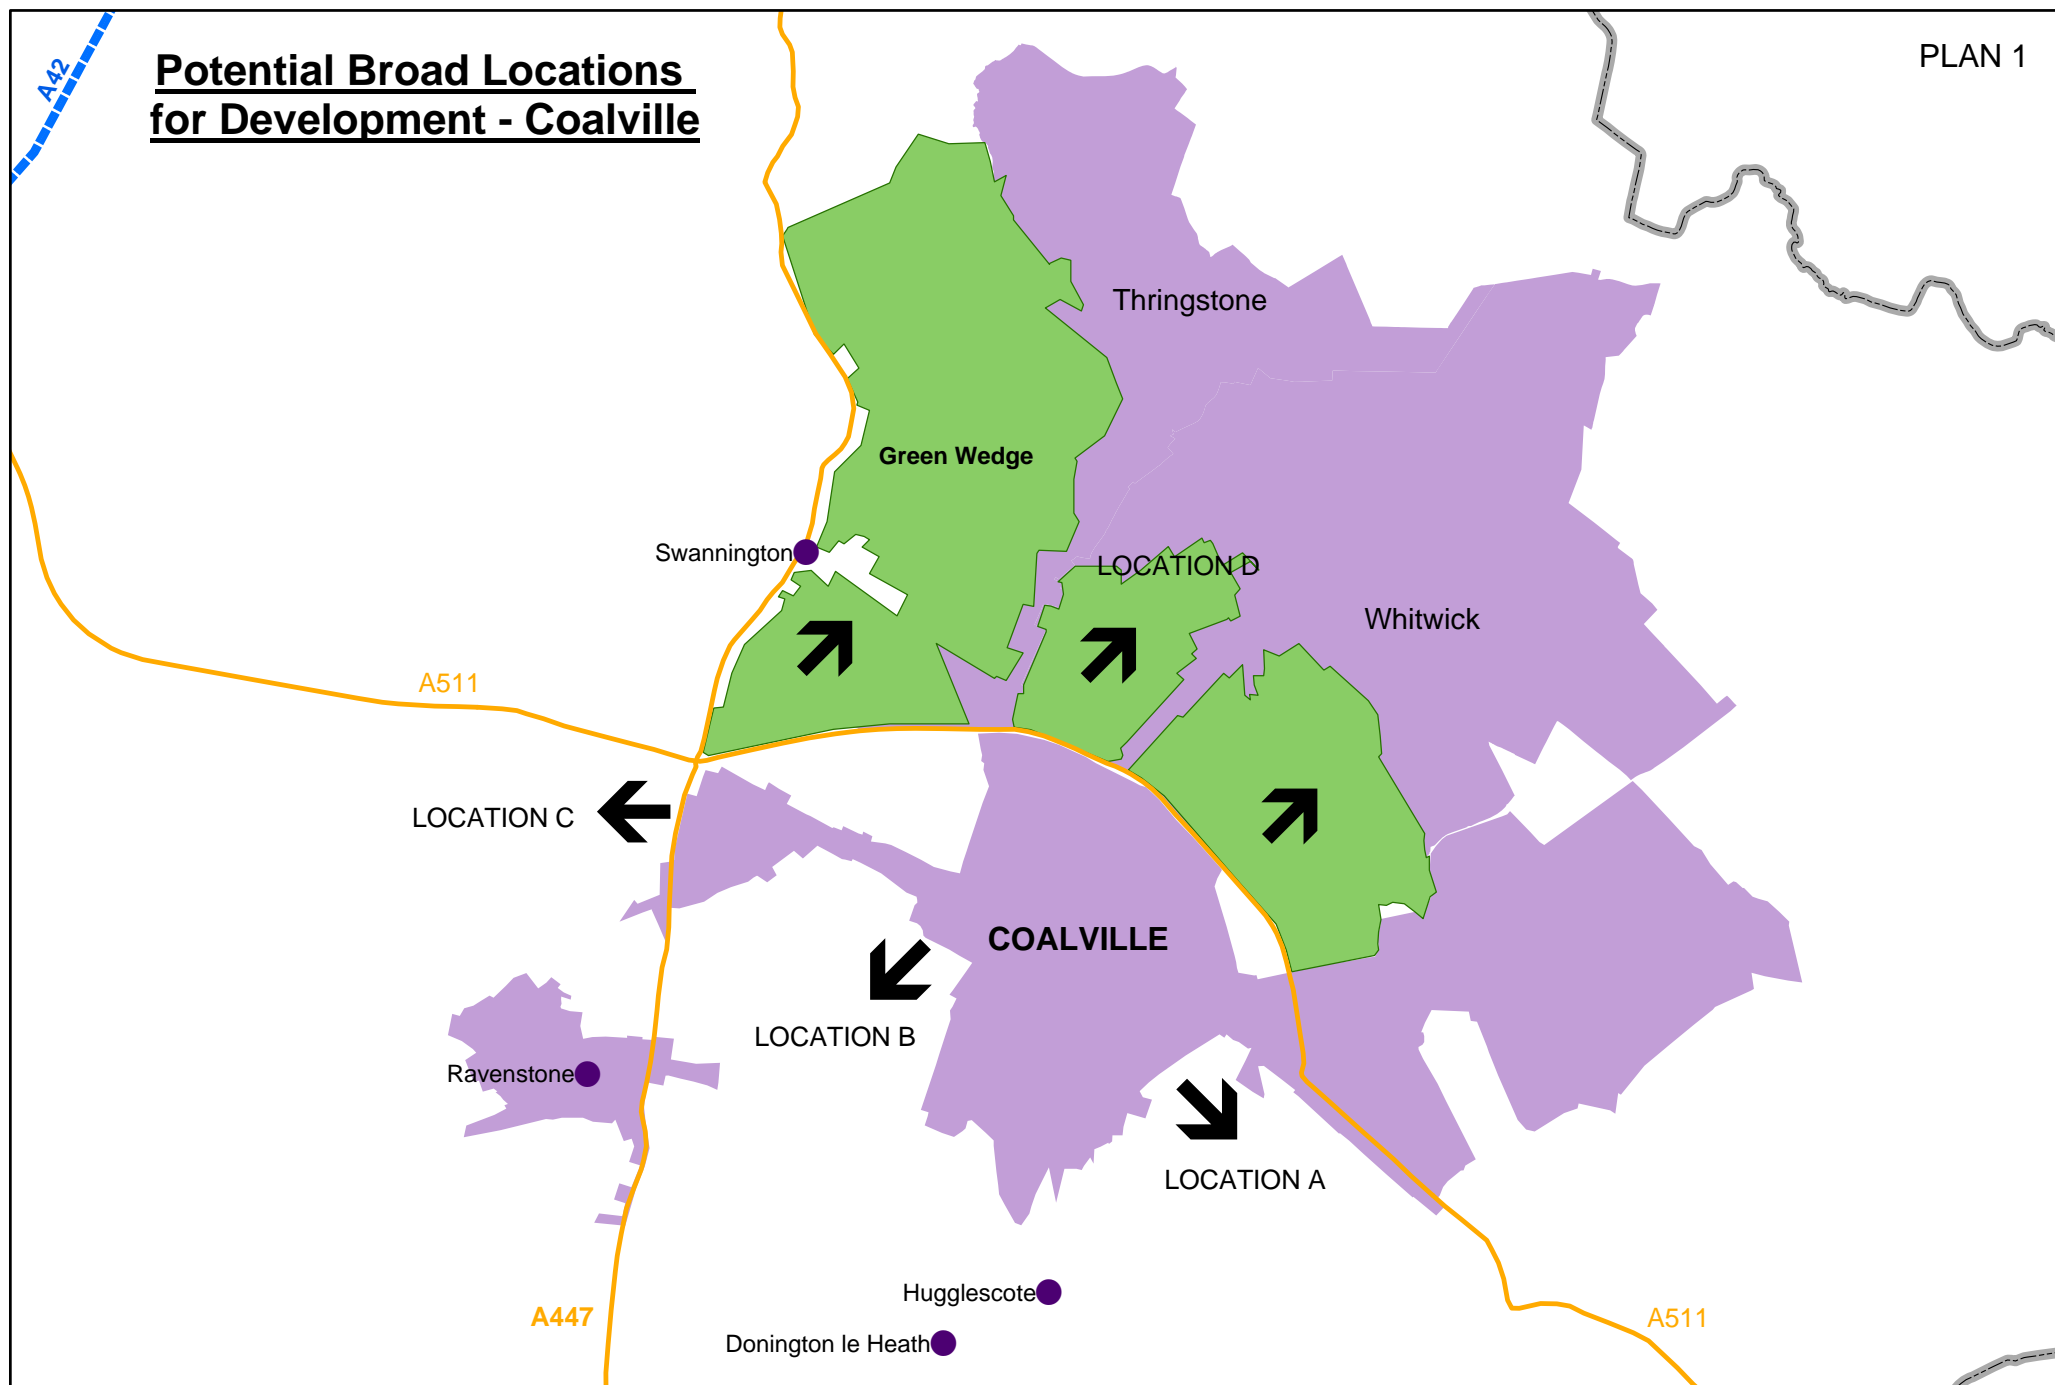 A42
Potential Broad Locations
for Development - Coalville
PLAN 1
Thringstone
Green Wedge
Swannington
LOCATION D
Whitwick
A511
LOCATION C
COALVILLE
LOCATION B
Ravenstone
LOCATION A
Hugglescote
A447
A511
Donington le Heath